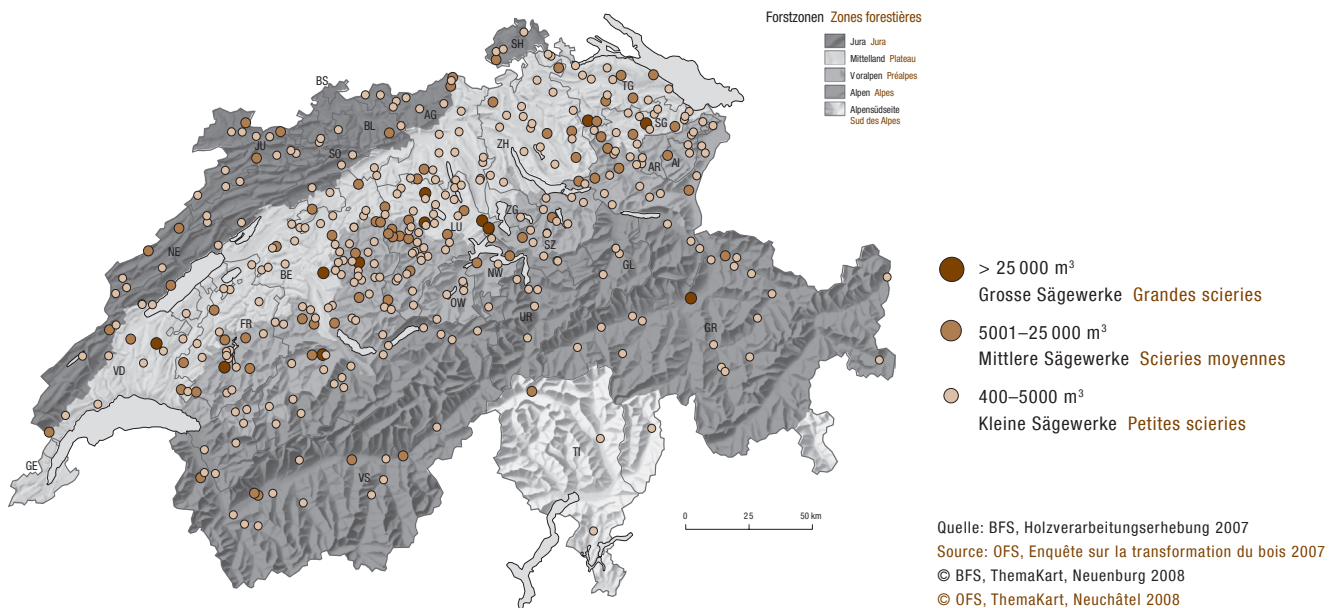 Forstzonen Zones forestières
Jura Jura
Mittelland Plateau
Voralpen Préalpes
Alpen Alpes
Alpensüdseite
Sud des Alpes
SH
BS
TG
BL
AG
JU
SO
ZH
SG
AR
AI
ZG
LU
NE
BE
SZ
NW
GL
OW
FR
UR
GR
VD
GE
VS
TI
0 25 50 km
> 25 000 m³
Grosse Sägewerke Grandes scieries
5001–25 000 m³
Mittlere Sägewerke Scieries moyennes
400–5000 m³
Kleine Sägewerke Petites scieries
Quelle: BFS, Holzverarbeitungserhebung 2007
Source: OFS, Enquête sur la transformation du bois 2007
© BFS, ThemaKart, Neuenburg 2008
© OFS, ThemaKart, Neuchâtel 2008